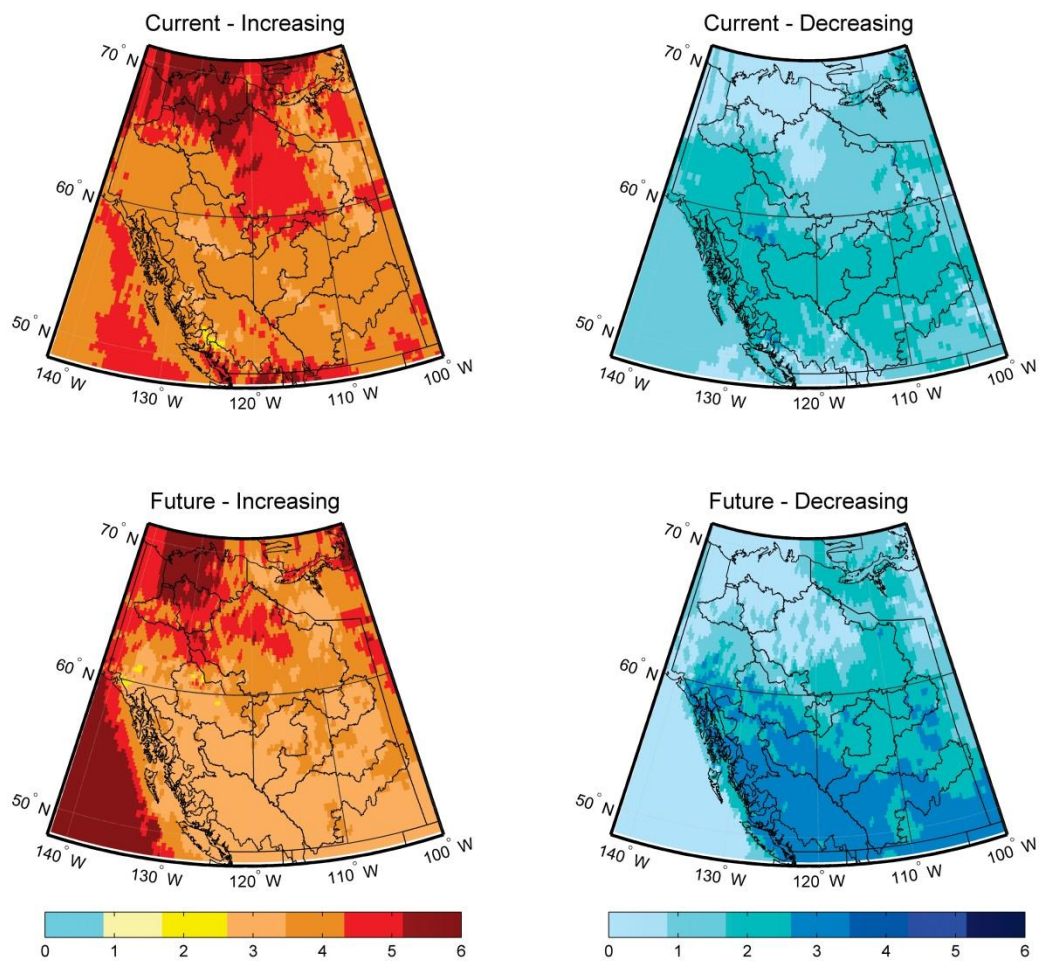 Current - Increasing
Current - Decreasing
70° N
60° N
50° N
140° W
130° W
120° W
110° W
100° W
70° N
60° N
50° N
140° W
130° W
120° W
110° W
100° W
Future - Increasing
Future - Decreasing
70° N
60° N
50° N
140° W
130° W
120° W
110° W
100° W
70° N
60° N
50° N
140° W
130° W
120° W
110° W
100° W
0 1 2 3 4 5 6
0 1 2 3 4 5 6